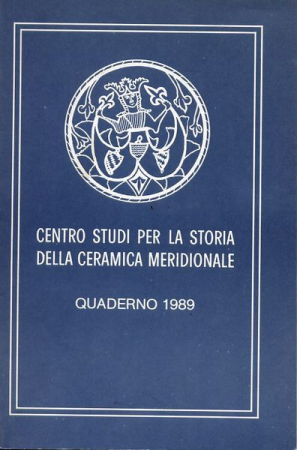 CENTRO STUDI PER LA STORIA
DELLA CERAMICA MERIDIONALE
QUADERNO 1989